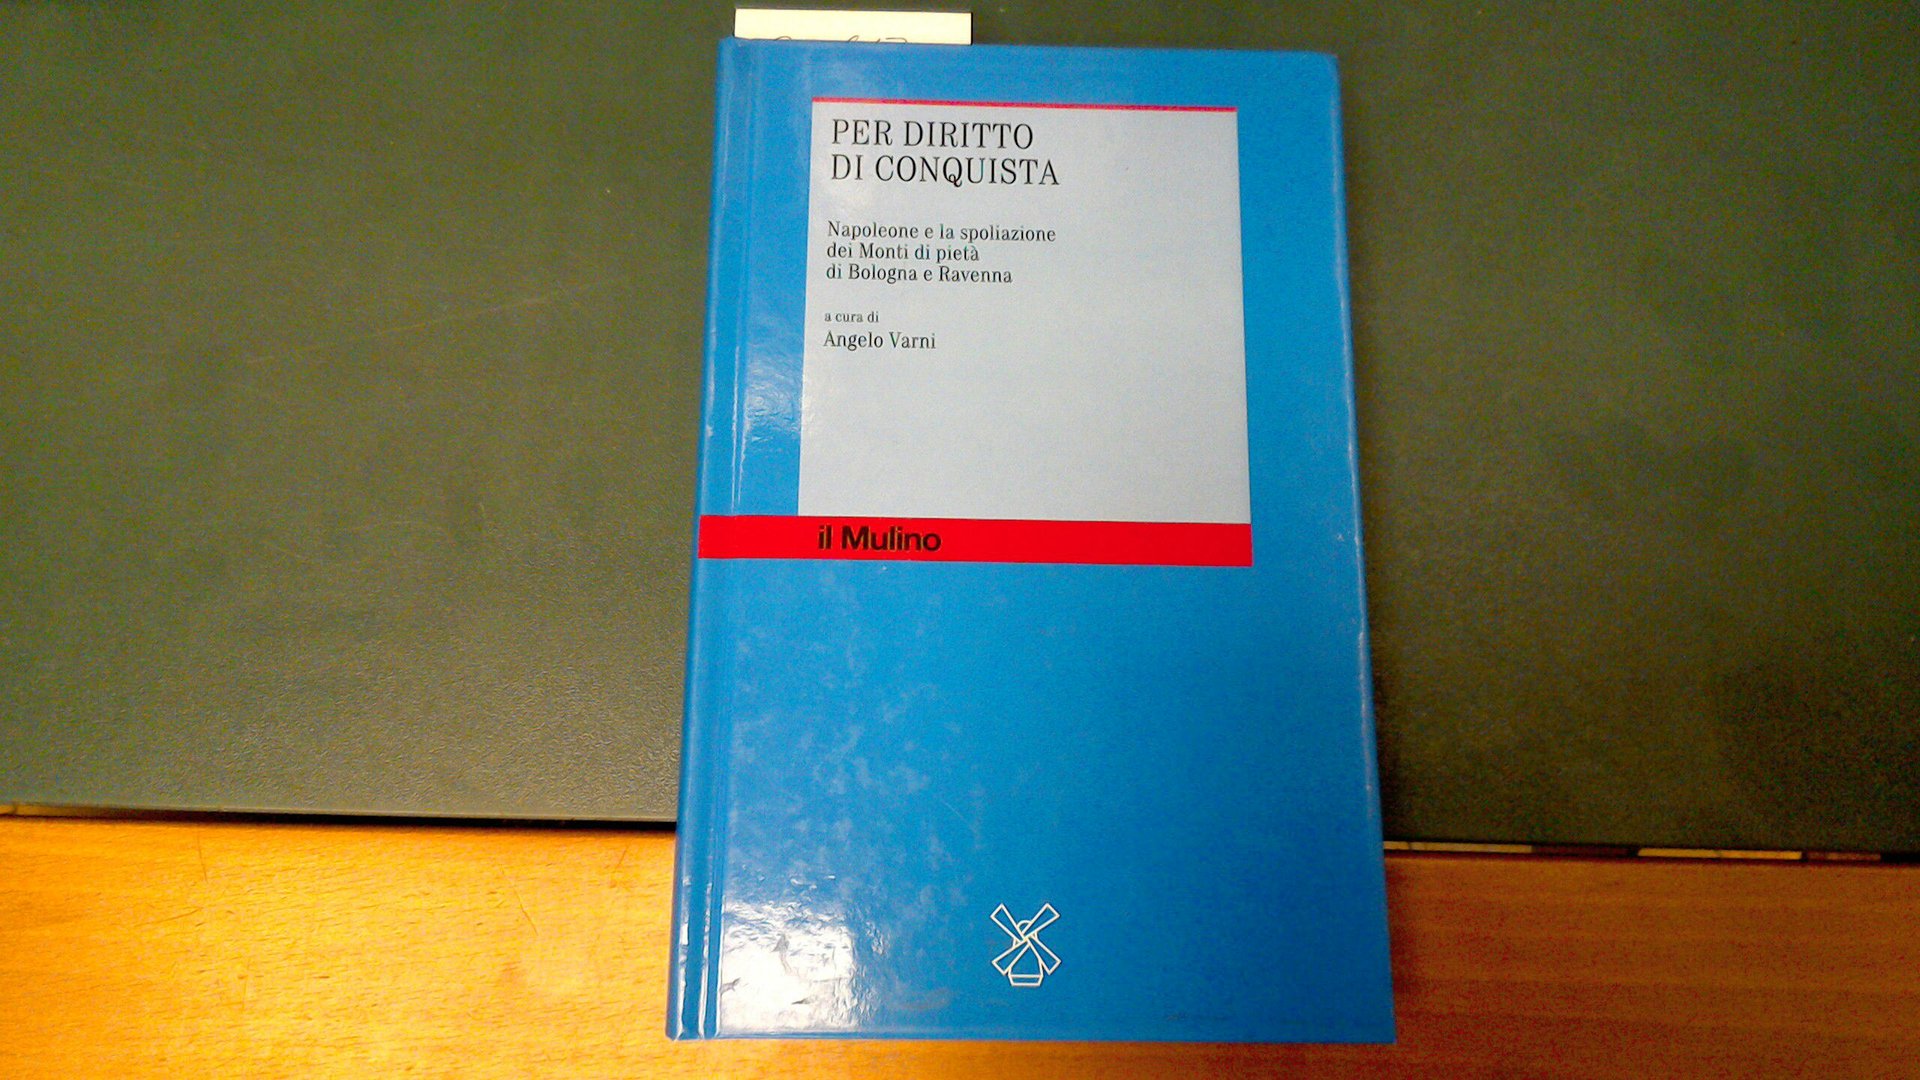 PER DIRITTO
DI CONQUISTA
Napoleone e la spoliazione
dei Monti di pietà
di Bologna e Ravenna
a cura di
Angelo Varni
il Mulino